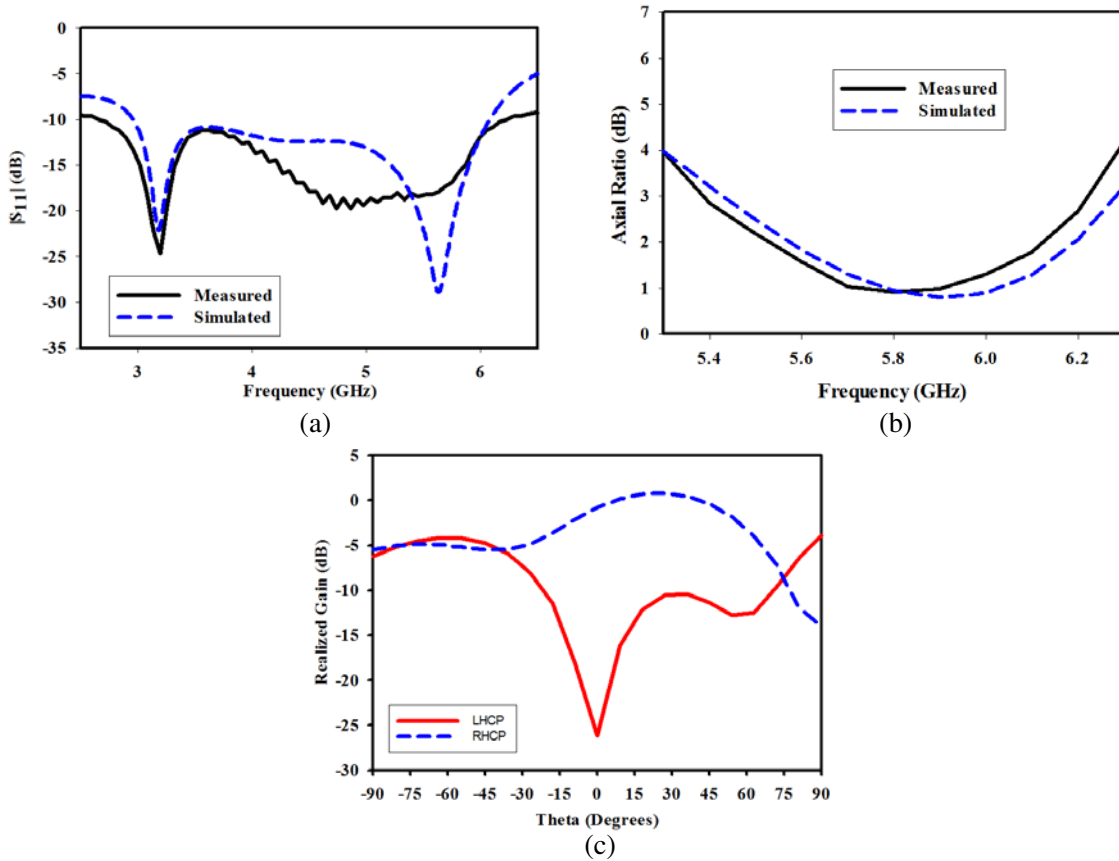 0
-5
-10
-15
-20
-25
-30
-35
|S11| (dB)
Measured
Simulated
3 4 5 6
Frequency (GHz)
(a)
7
6
5
4
3
2
1
0
Axial Ratio (dB)
Measured
Simulated
5.4 5.6 5.8 6.0 6.2
Frequency (GHz)
(b)
5
0
-5
-10
-15
-20
-25
-30
Realized Gain (dB)
LHCP
RHCP
-90 -75 -60 -45 -30 -15 0 15 30 45 60 75 90
Theta (Degrees)
(c)